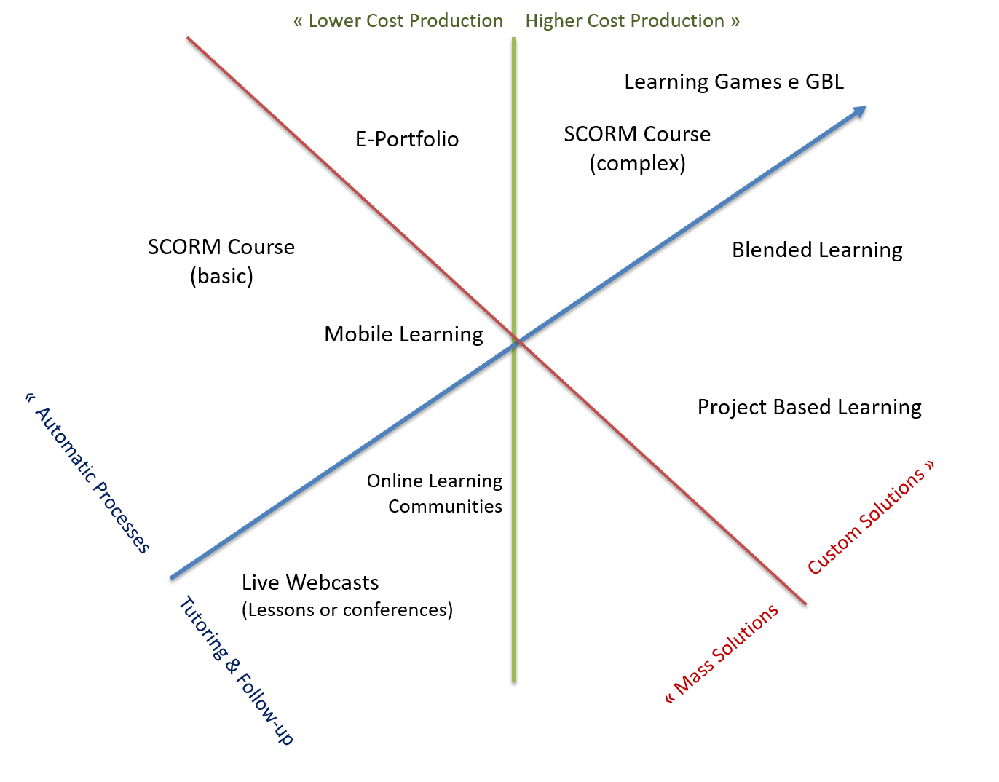 « Lower Cost Production
Higher Cost Production »
Learning Games e GBL
E-Portfolio
SCORM Course
(complex)
SCORM Course
(basic)
Blended Learning
Mobile Learning
Project Based Learning
« Automatic Processes
Online Learning
Communities
Custom Solutions »
Live Webcasts
(Lessons or conferences)
Tutoring & Follow-up
« Mass Solutions